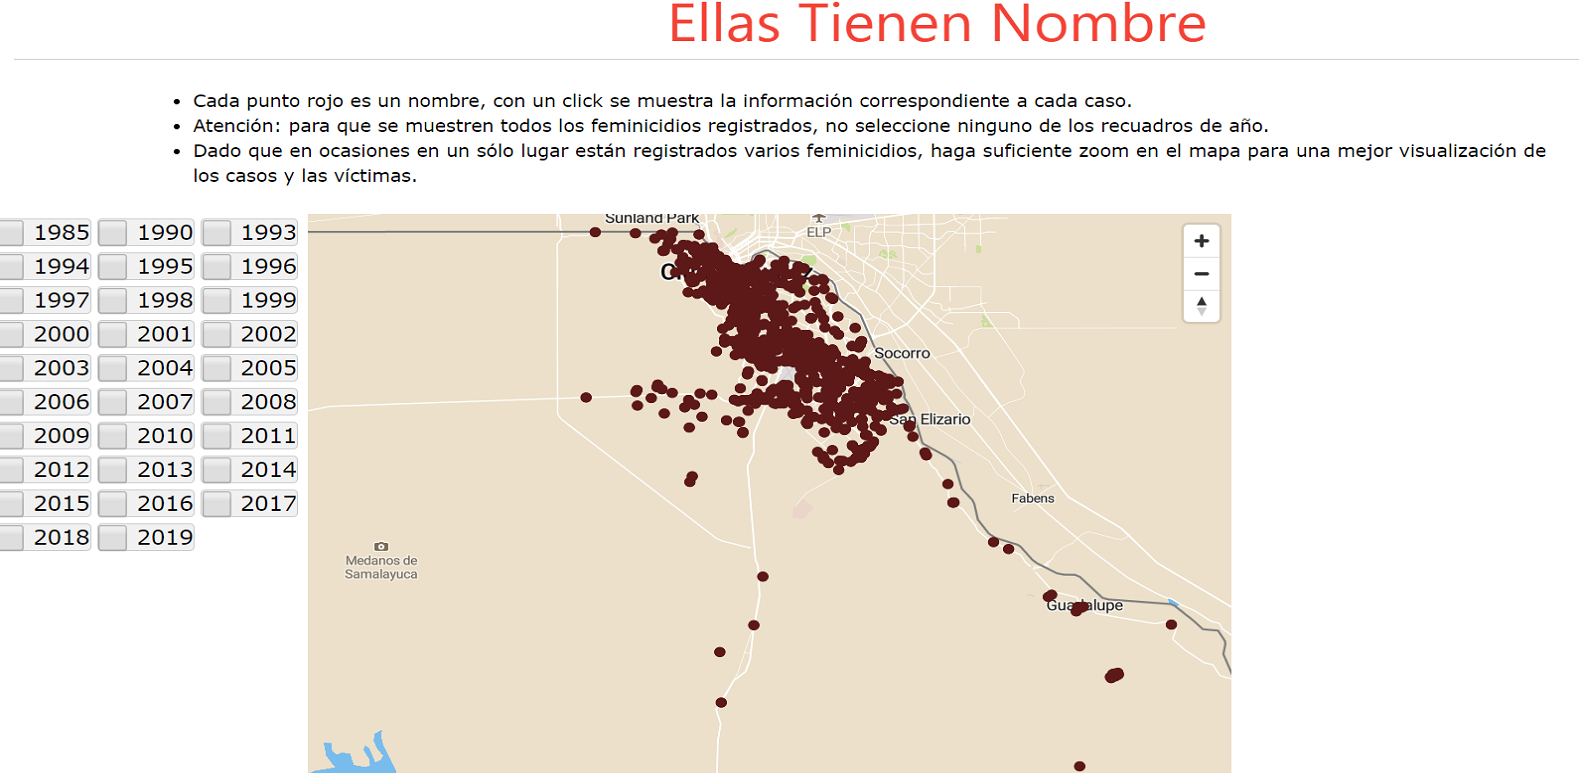 Ellas Tienen Nombre
Cada punto rojo es un nombre, con un click se muestra la información correspondiente a cada caso.
Atención: para que se muestren todos los feminicidios registrados, no seleccione ninguno de los recuadros de año.
Dado que en ocasiones en un sólo lugar están registrados varios feminicidios, haga suficiente zoom en el mapa para una mejor visualización de
los casos y las víctimas.
1985 1990 1993
1994 1995 1996
1997 1998 1999
2000 2001 2002
2003 2004 2005
2006 2007 2008
2009 2010 2011
2012 2013 2014
2015 2016 2017
2018 2019
Sunland Park
ELP
Socorro
San Elizario
Fabens
Medanos de
Samalayuca
Guadalupe